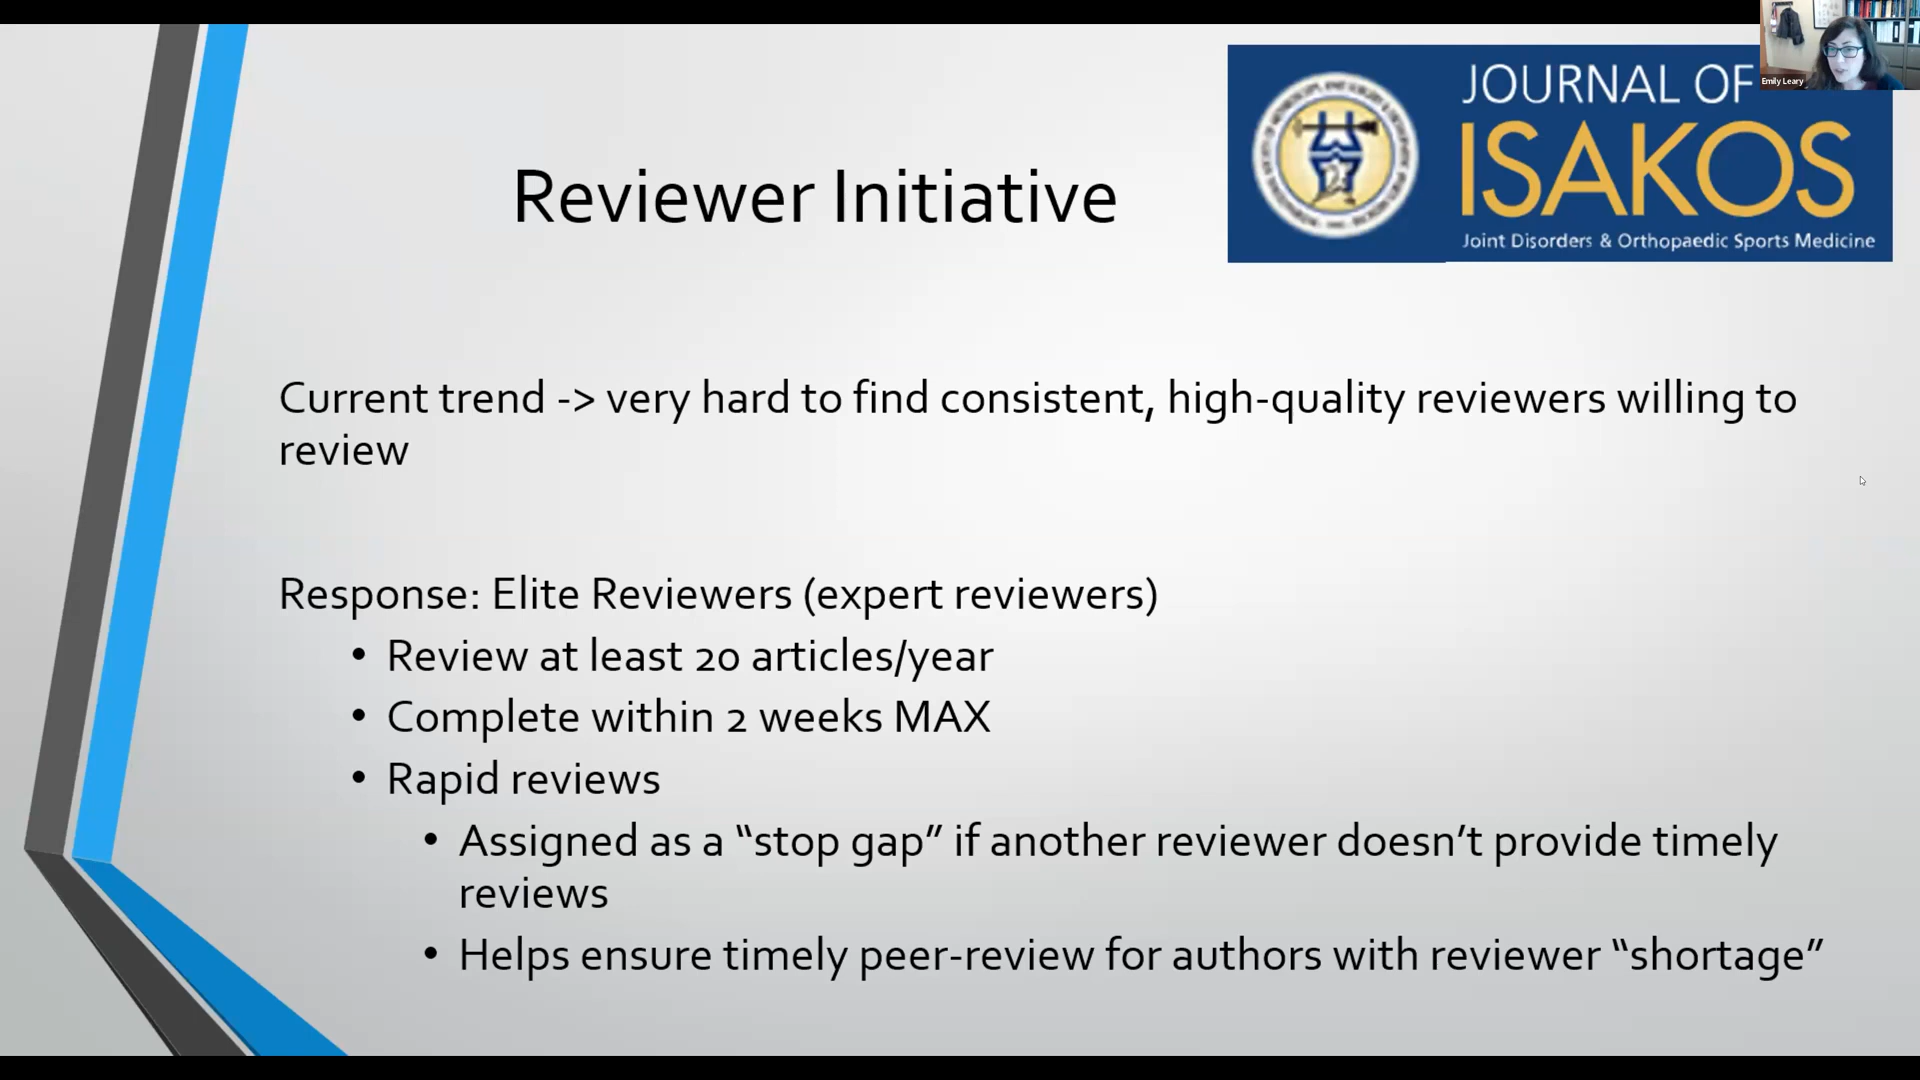 Emily Leary
JOURNAL OF
ISAKOS
Joint Disorders & Orthopaedic Sports Medicine
Reviewer Initiative
Current trend -> very hard to find consistent, high-quality reviewers willing to
review
Response: Elite Reviewers (expert reviewers)
• Review at least 20 articles/year
• Complete within 2 weeks MAX
• Rapid reviews
• Assigned as a “stop gap” if another reviewer doesn’t provide timely
reviews
• Helps ensure timely peer-review for authors with reviewer “shortage”